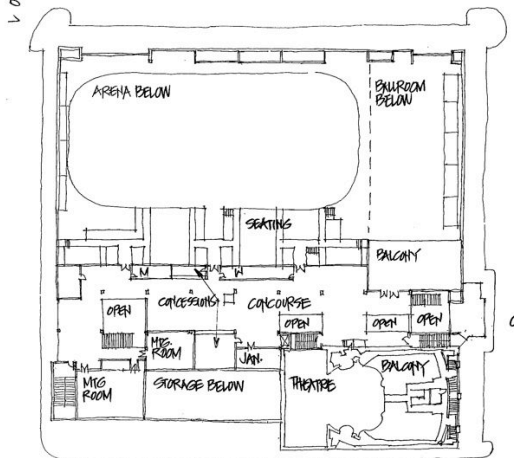 ARENA BELOW
BALLROOM
BELOW
SEATING
BALCONY
M
W
CONCESSIONS
CONCOURSE
OPEN
OPEN
OPEN
OPEN
MTG.
ROOM
JAN.
MTG
ROOM
STORAGE BELOW
THEATRE
BALCONY